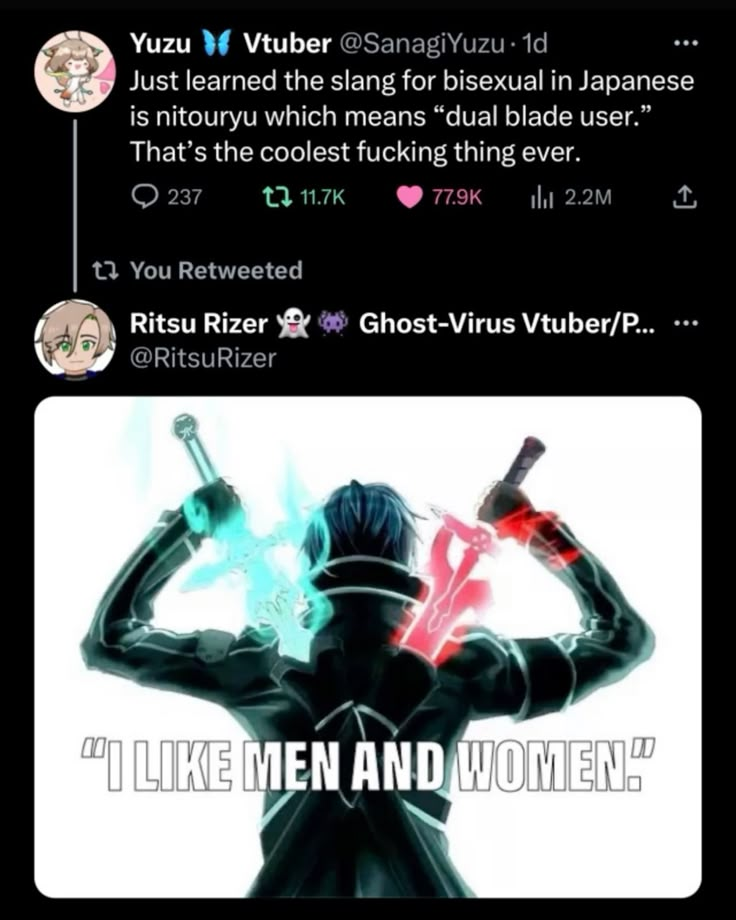 Yuzu 🦋 Vtuber @SanagiYuzu · 1d
Just learned the slang for bisexual in Japanese
is nitouryu which means “dual blade user.”
That’s the coolest fucking thing ever.
237 11.7K 77.9K 2.2M
You Retweeted
Ritsu Rizer 👻👾 Ghost-Virus Vtuber/P...
@RitsuRizer
"I LIKE MEN AND WOMEN."